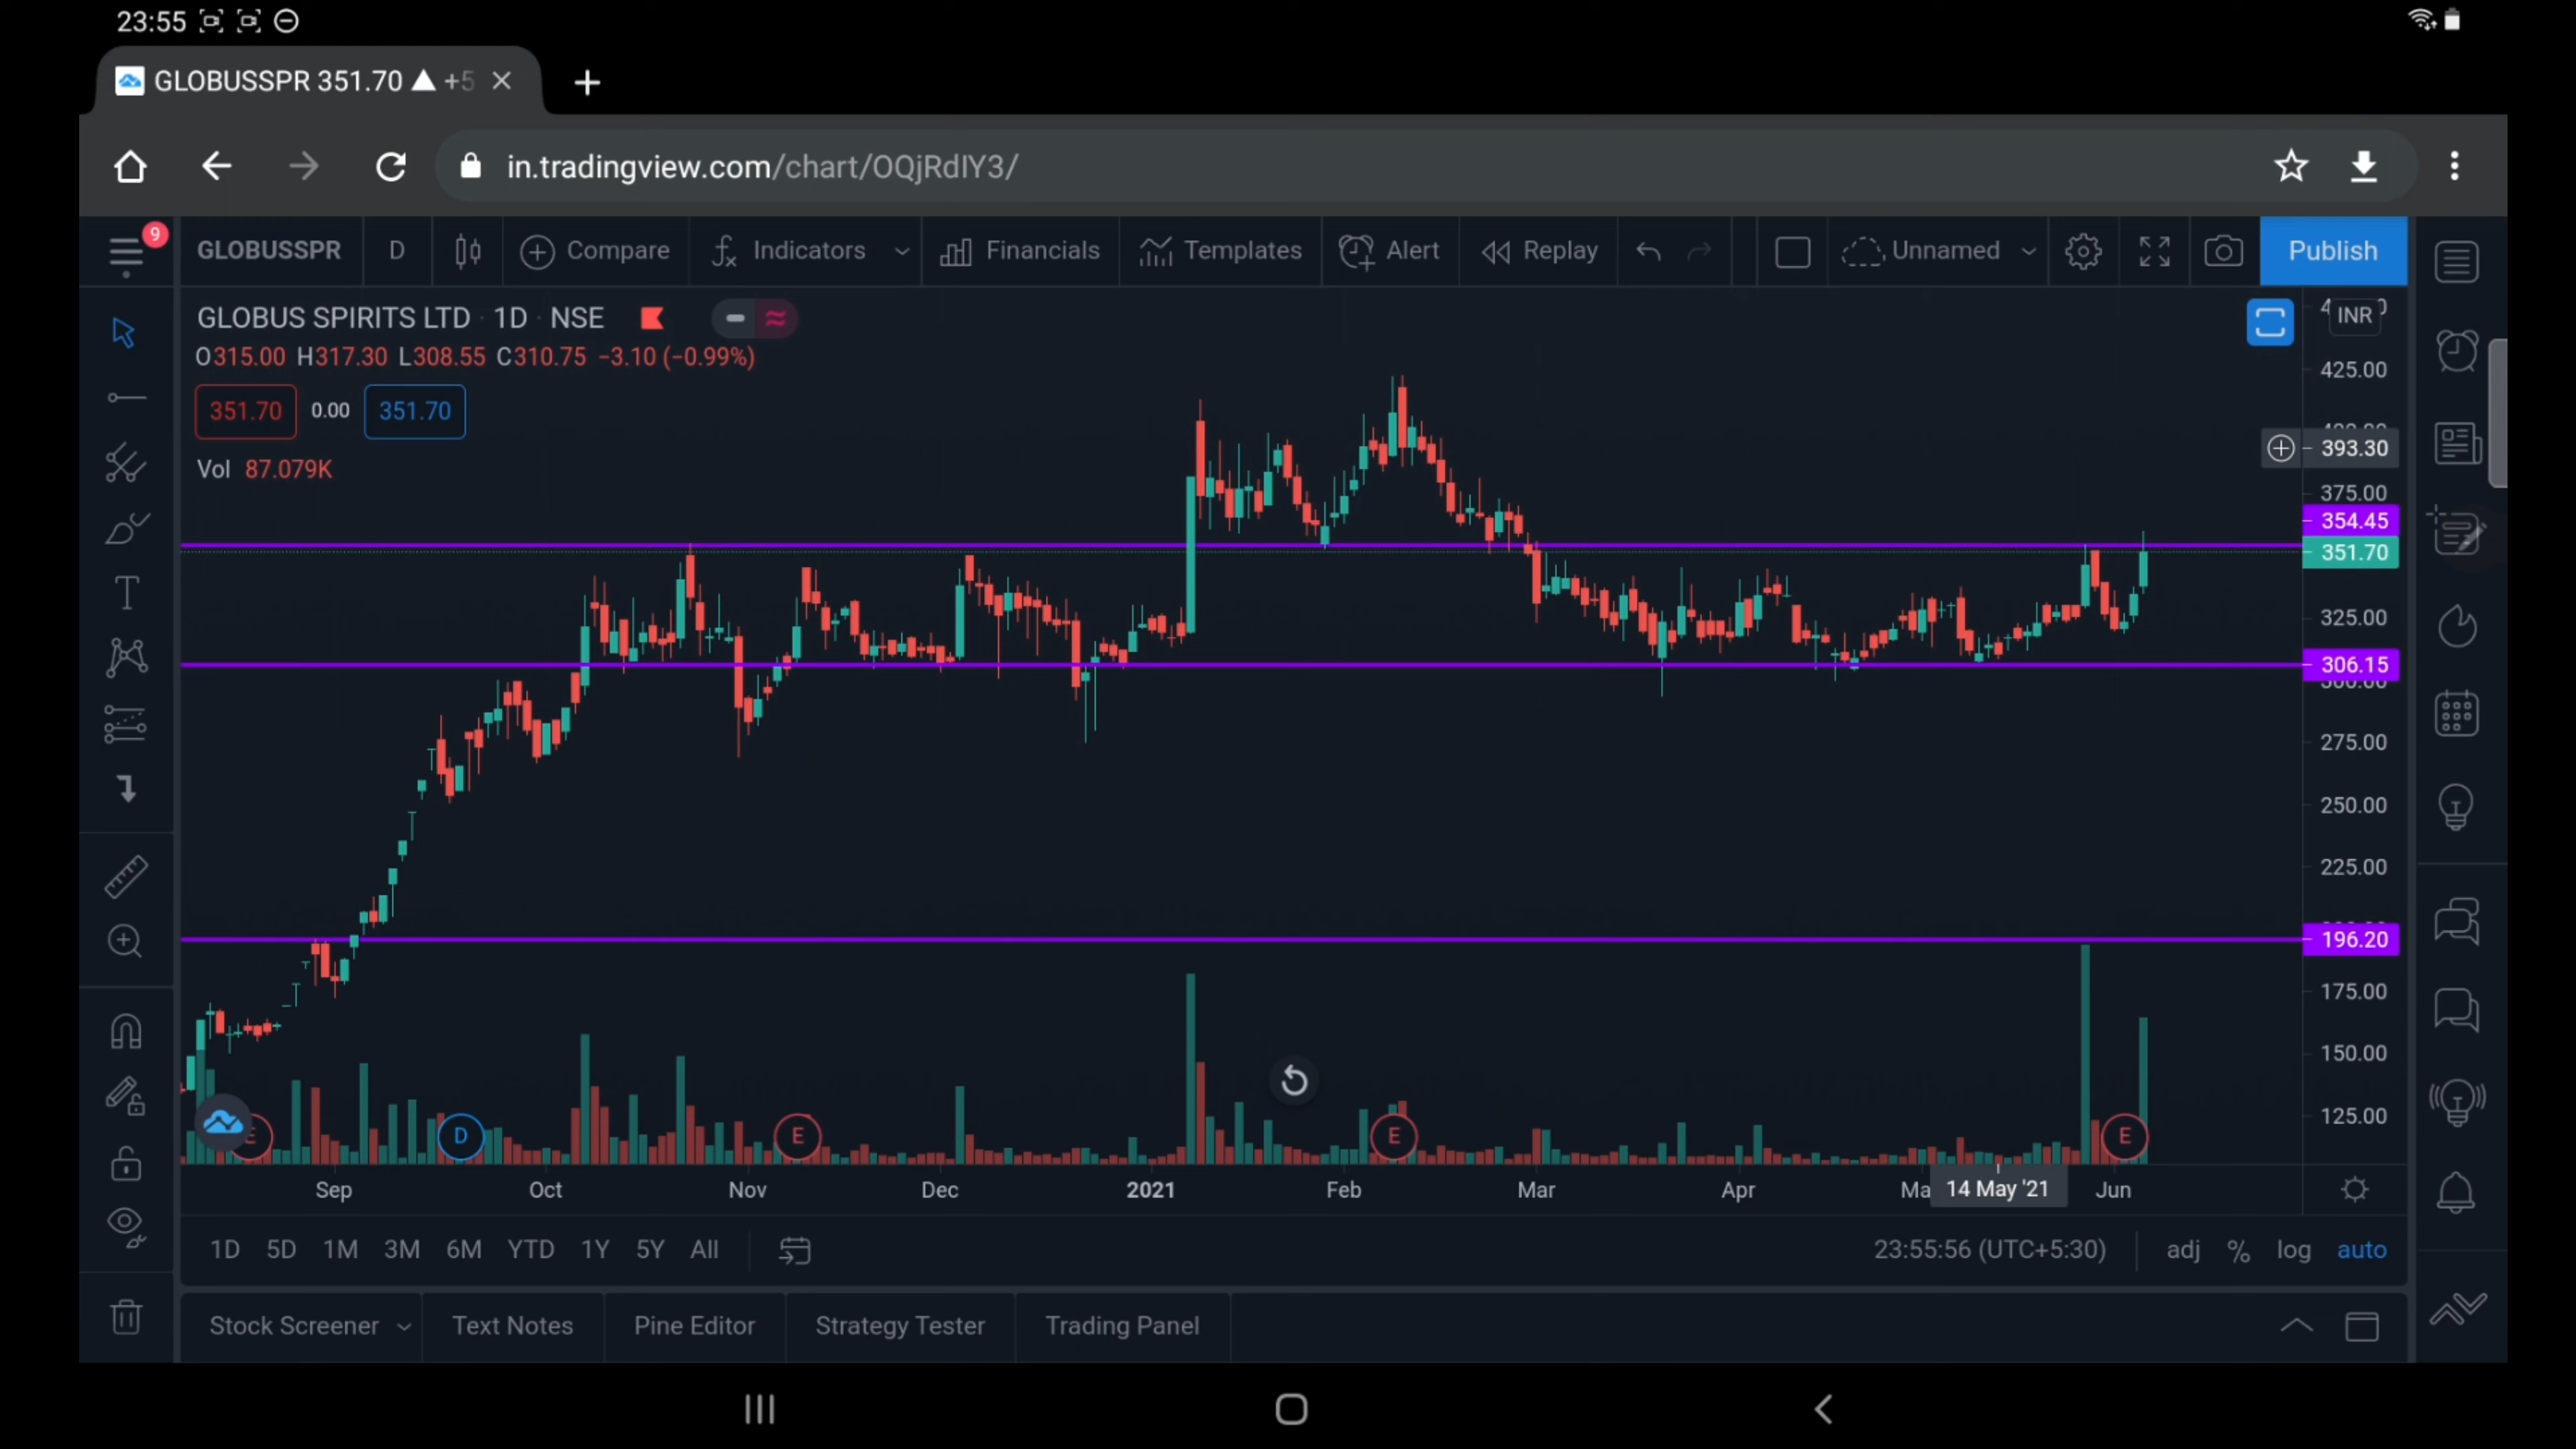 23:55
GLOBUSSPR 351.70 ▲ +5
in.tradingview.com/chart/OQjRdIY3/
9
GLOBUSSPR D Compare Indicators Financials Templates Alert Replay Unnamed Publish
GLOBUS SPIRITS LTD · 1D · NSE
O315.00 H317.30 L308.55 C310.75 −3.10 (−0.99%)
351.70 0.00 351.70
Vol 87.079K
INR
425.00
393.30
375.00
354.45
351.70
325.00
306.15
275.00
250.00
225.00
196.20
175.00
150.00
125.00
E D E E E
Sep Oct Nov Dec 2021 Feb Mar Apr Ma 14 May '21 Jun
1D 5D 1M 3M 6M YTD 1Y 5Y All 23:55:56 (UTC+5:30) adj % log auto
Stock Screener Text Notes Pine Editor Strategy Tester Trading Panel